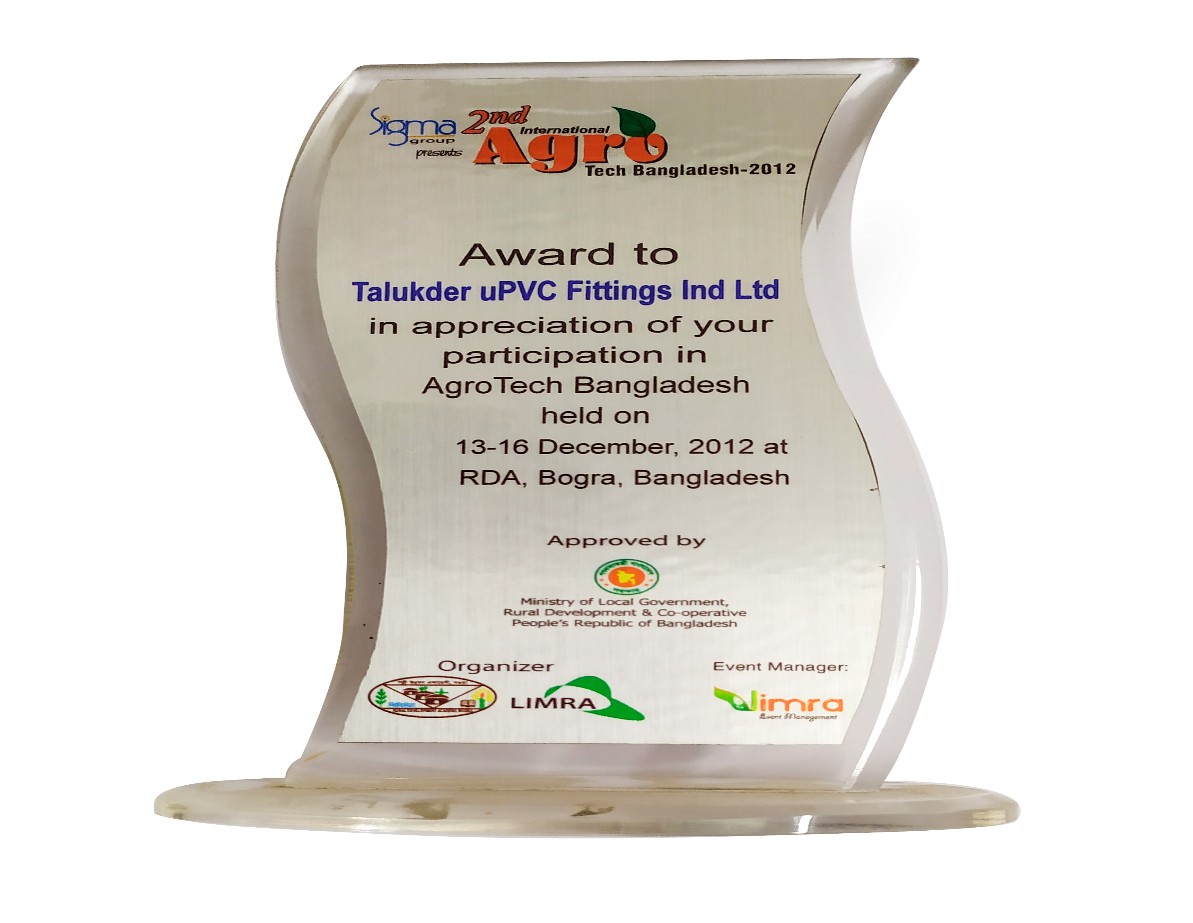 Sigma
group
presents
2nd
International
Agro
Tech Bangladesh-2012
Award to
Talukder uPVC Fittings Ind Ltd
in appreciation of your
participation in
AgroTech Bangladesh
held on
13-16 December, 2012 at
RDA, Bogra, Bangladesh
Approved by
Ministry of Local Government,
Rural Development & Co-operative
People's Republic of Bangladesh
Organizer
LIMRA
Event Manager:
limra
Event Management